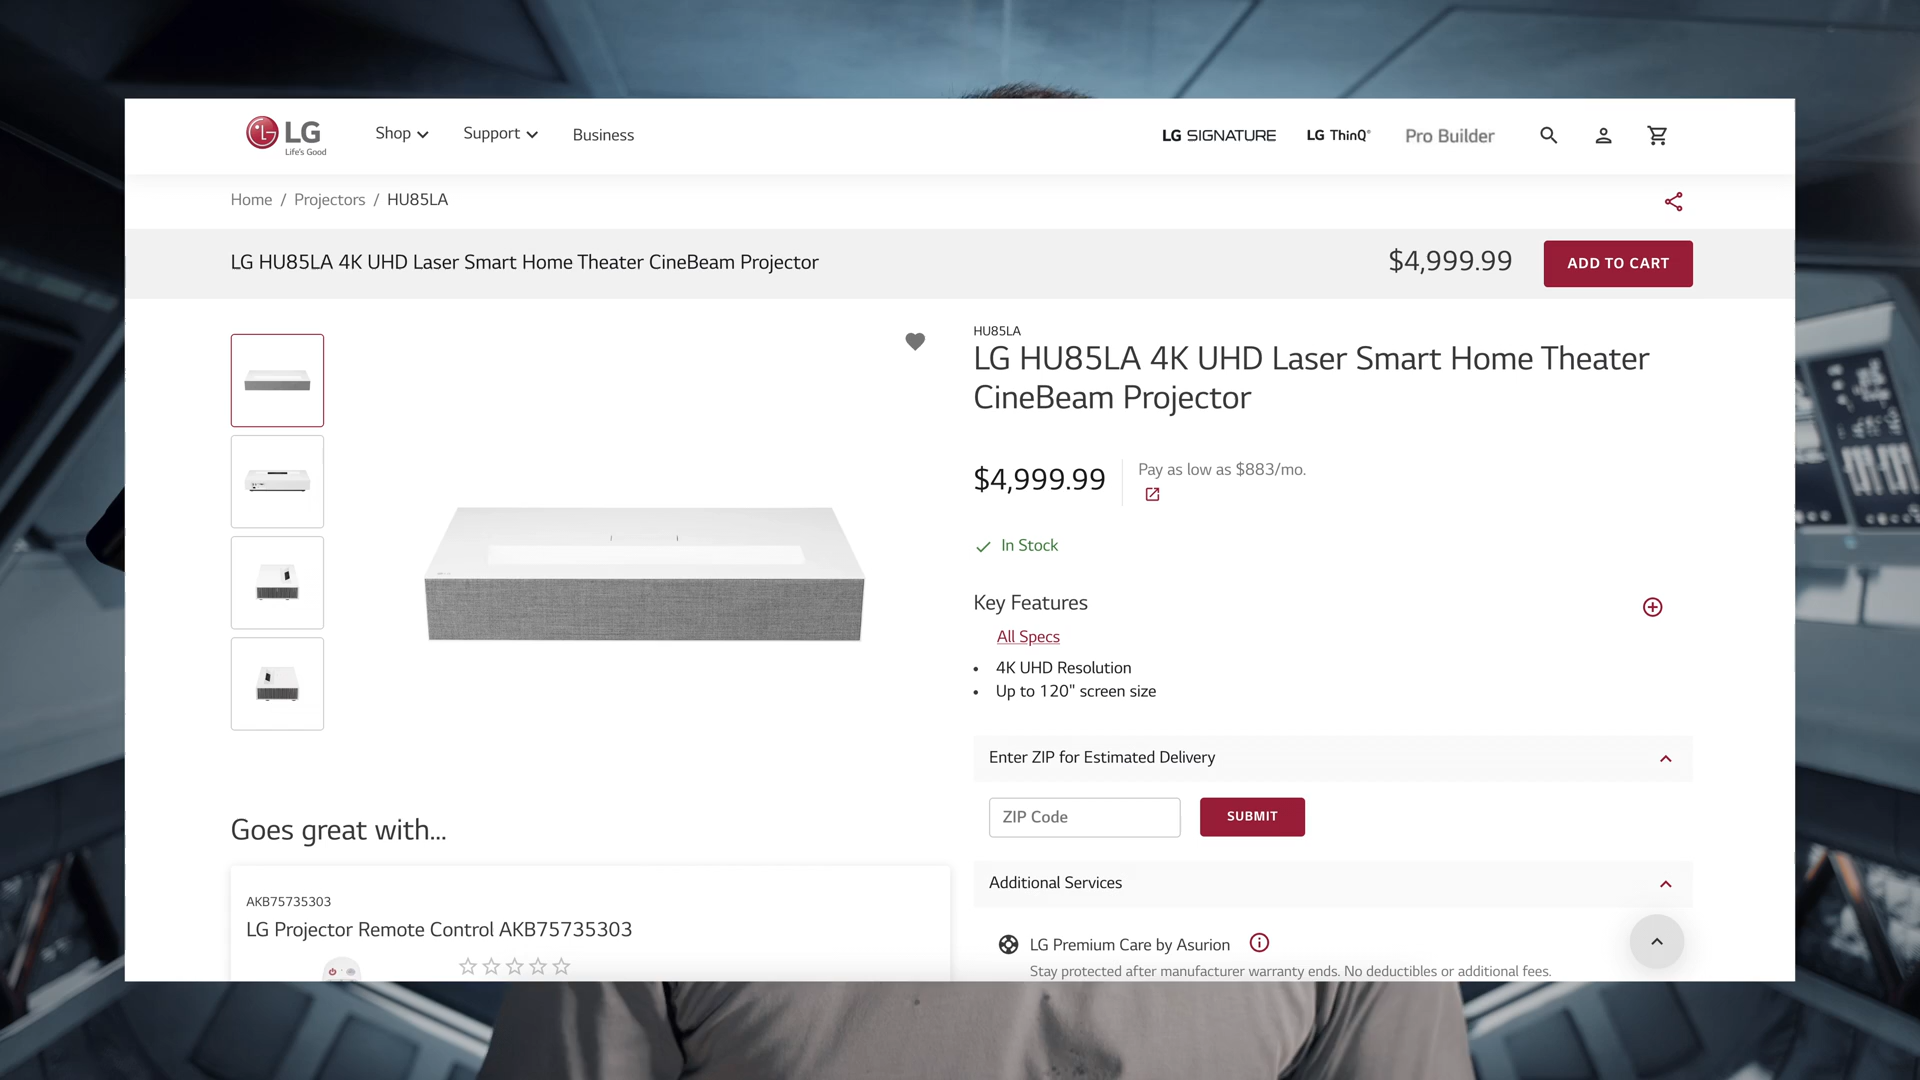 LG
Life's Good
Shop
Support
Business
LG SIGNATURE
LG ThinQ®
Pro Builder
Home / Projectors / HU85LA
LG HU85LA 4K UHD Laser Smart Home Theater CineBeam Projector
$4,999.99
ADD TO CART
HU85LA
LG HU85LA 4K UHD Laser Smart Home Theater
CineBeam Projector
$4,999.99
Pay as low as $883/mo.
In Stock
Key Features
All Specs
• 4K UHD Resolution
• Up to 120" screen size
Enter ZIP for Estimated Delivery
ZIP Code
SUBMIT
Additional Services
LG Premium Care by Asurion
Stay protected after manufacturer warranty ends. No deductibles or additional fees.
Goes great with...
AKB75735303
LG Projector Remote Control AKB75735303